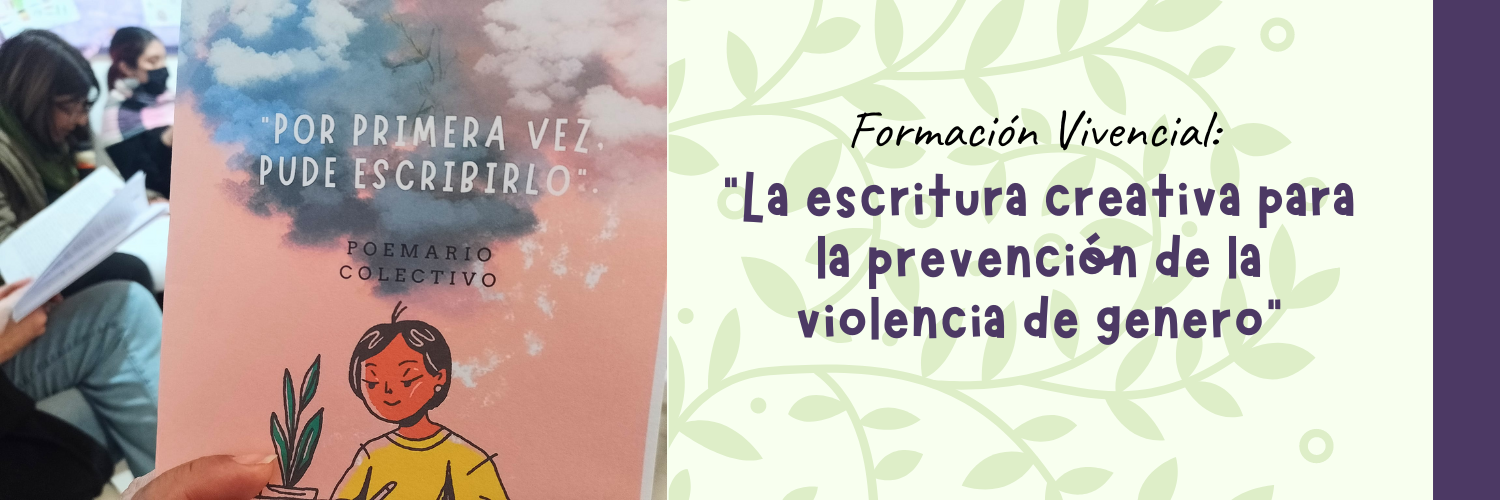 "POR PRIMERA VEZ,
PUDE ESCRIBIRLO".
POEMARIO
COLECTIVO
Formación Vivencial:
"La escritura creativa para
la prevención de la
violencia de genero"